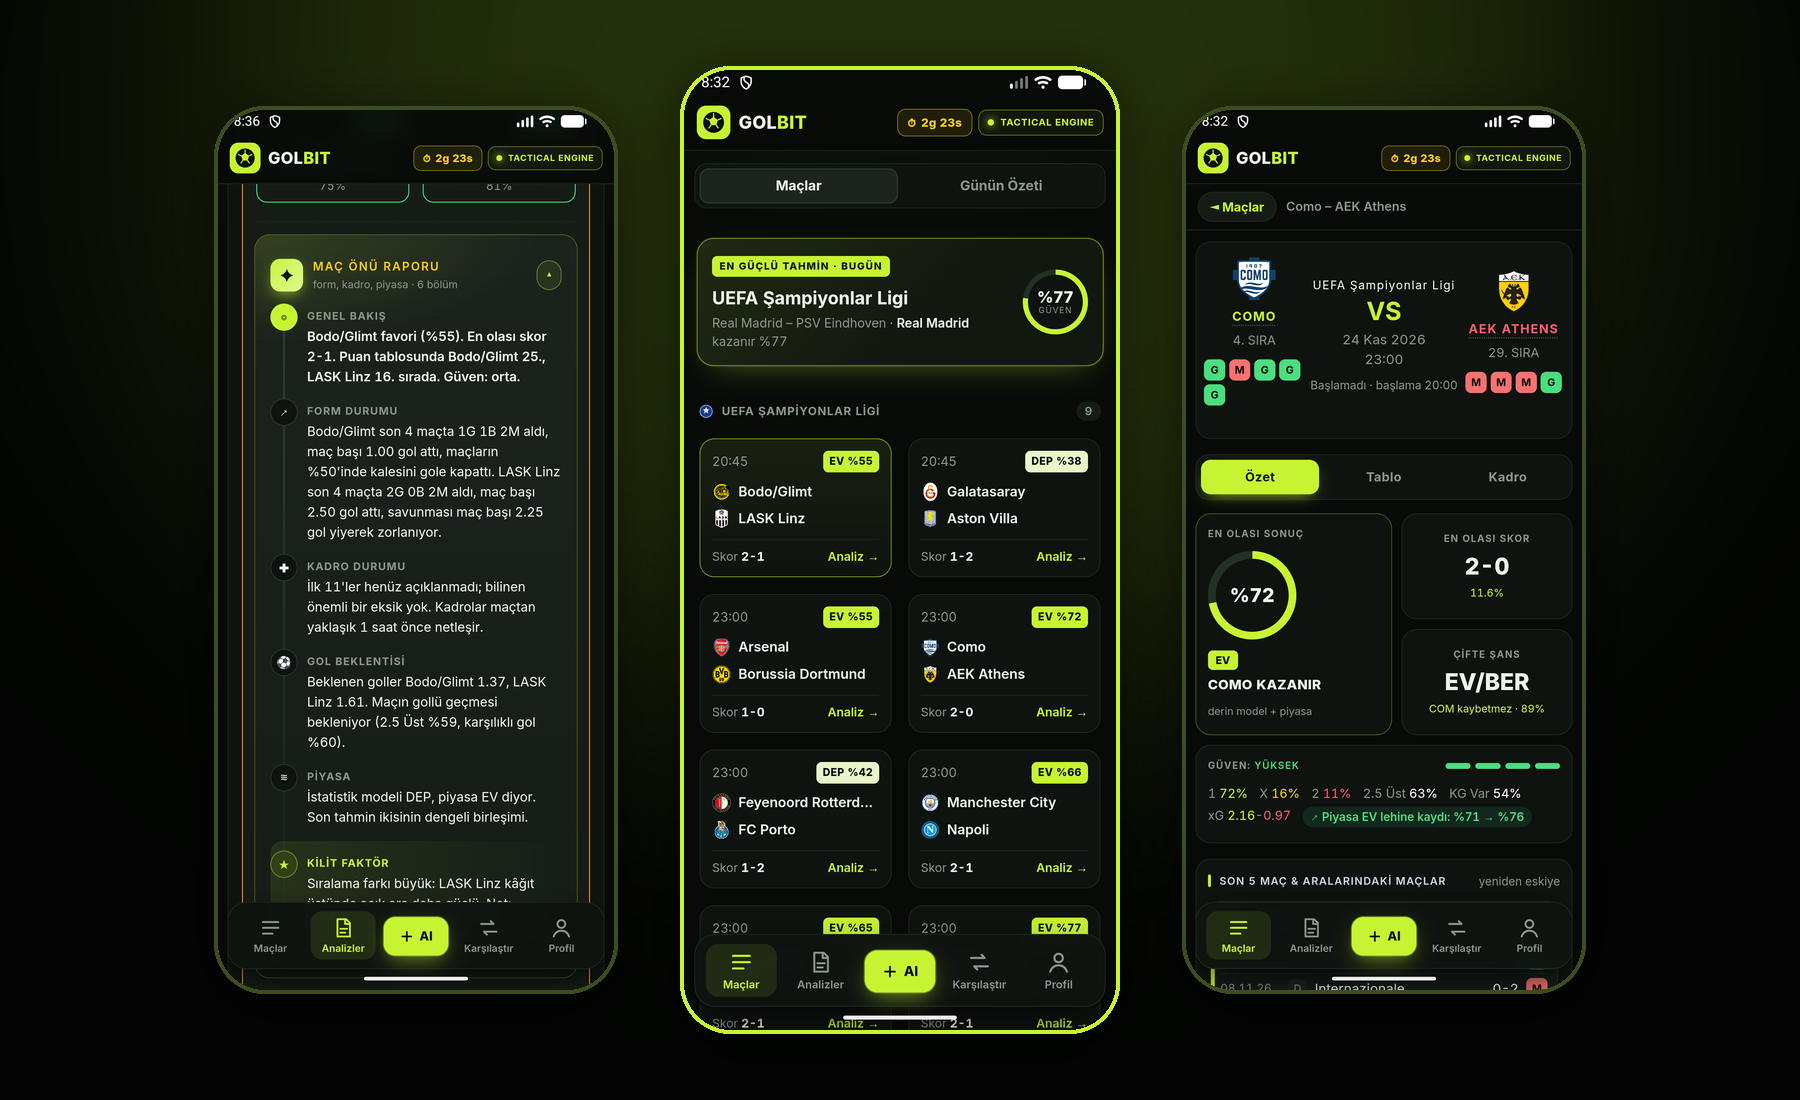 8:36
GOLBIT
2g 23s
TACTICAL ENGINE
75%
81%
MAÇ ÖNÜ RAPORU
form, kadro, piyasa · 6 bölüm
GENEL BAKIŞ
Bodo/Glimt favori (%55). En olası skor
2-1. Puan tablosunda Bodo/Glimt 25.,
LASK Linz 16. sırada. Güven: orta.
FORM DURUMU
Bodo/Glimt son 4 maçta 1G 1B 2M aldı,
maç başı 1.00 gol attı, maçların
%50'inde kalesini gole kapattı. LASK Linz
son 4 maçta 2G 0B 2M aldı, maç başı
2.50 gol attı, savunması maç başı 2.25
gol yiyerek zorlanıyor.
KADRO DURUMU
İlk 11'ler henüz açıklanmadı; bilinen
önemli bir eksik yok. Kadrolar maçtan
yaklaşık 1 saat önce netleşir.
GOL BEKLENTİSİ
Beklenen goller Bodo/Glimt 1.37, LASK
Linz 1.61. Maçın gollü geçmesi
bekleniyor (2.5 Üst %59, karşılıklı gol
%60).
PİYASA
İstatistik modeli DEP, piyasa EV diyor.
Son tahmin ikisinin dengeli birleşimi.
KİLİT FAKTÖR
Sıralama farkı büyük: LASK Linz kâğıt
Maçlar
Analizler
+ AI
Karşılaştır
Profil
8:32
GOLBIT
2g 23s
TACTICAL ENGINE
Maçlar
Günün Özeti
EN GÜÇLÜ TAHMİN · BUGÜN
UEFA Şampiyonlar Ligi
Real Madrid – PSV Eindhoven · Real Madrid
kazanır %77
%77
GÜVEN
UEFA ŞAMPİYONLAR LİGİ
9
20:45
EV %55
Bodo/Glimt
LASK Linz
Skor 2-1
Analiz →
20:45
DEP %38
Galatasaray
Aston Villa
Skor 1-2
Analiz →
23:00
EV %55
Arsenal
Borussia Dortmund
Skor 1-0
Analiz →
23:00
EV %72
Como
AEK Athens
Skor 2-0
Analiz →
23:00
DEP %42
Feyenoord Rotterd...
FC Porto
Skor 1-2
Analiz →
23:00
EV %66
Manchester City
Napoli
Skor 2-1
Analiz →
23:00
EV %65
23:00
EV %77
Maçlar
Analizler
+ AI
Karşılaştır
Profil
Skor 2-1
Analiz →
Skor 2-1
Analiz →
8:32
GOLBIT
2g 23s
TACTICAL ENGINE
◄ Maçlar
Como – AEK Athens
1907
COMO
COMO
4. SIRA
G M G G
G
UEFA Şampiyonlar Ligi
VS
24 Kas 2026
23:00
Başlamadı · başlama 20:00
AEK
AEK ATHENS
29. SIRA
M M M G
Özet
Tablo
Kadro
EN OLASI SONUÇ
%72
EV
COMO KAZANIR
derin model + piyasa
EN OLASI SKOR
2-0
11.6%
ÇİFTE ŞANS
EV/BER
COM kaybetmez · 89%
GÜVEN: YÜKSEK
1 72% X 16% 2 11% 2.5 Üst 63% KG Var 54%
xG 2.16-0.97
↗ Piyasa EV lehine kaydı: %71 → %76
SON 5 MAÇ & ARALARINDAKİ MAÇLAR
yeniden eskiye
Maçlar
Analizler
+ AI
Karşılaştır
Profil
08.11.26
D
Internazionale
0-2
M